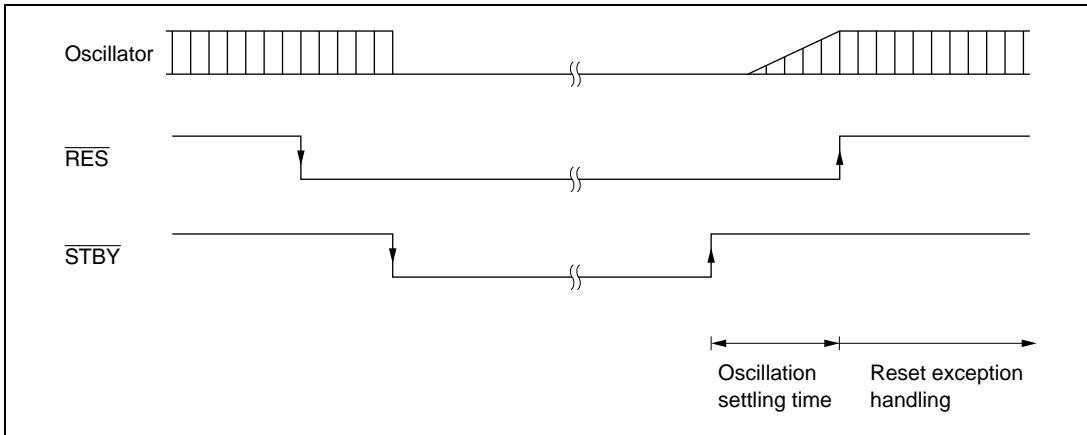 Oscillator
RES
STBY
Oscillation
settling time
Reset exception
handling